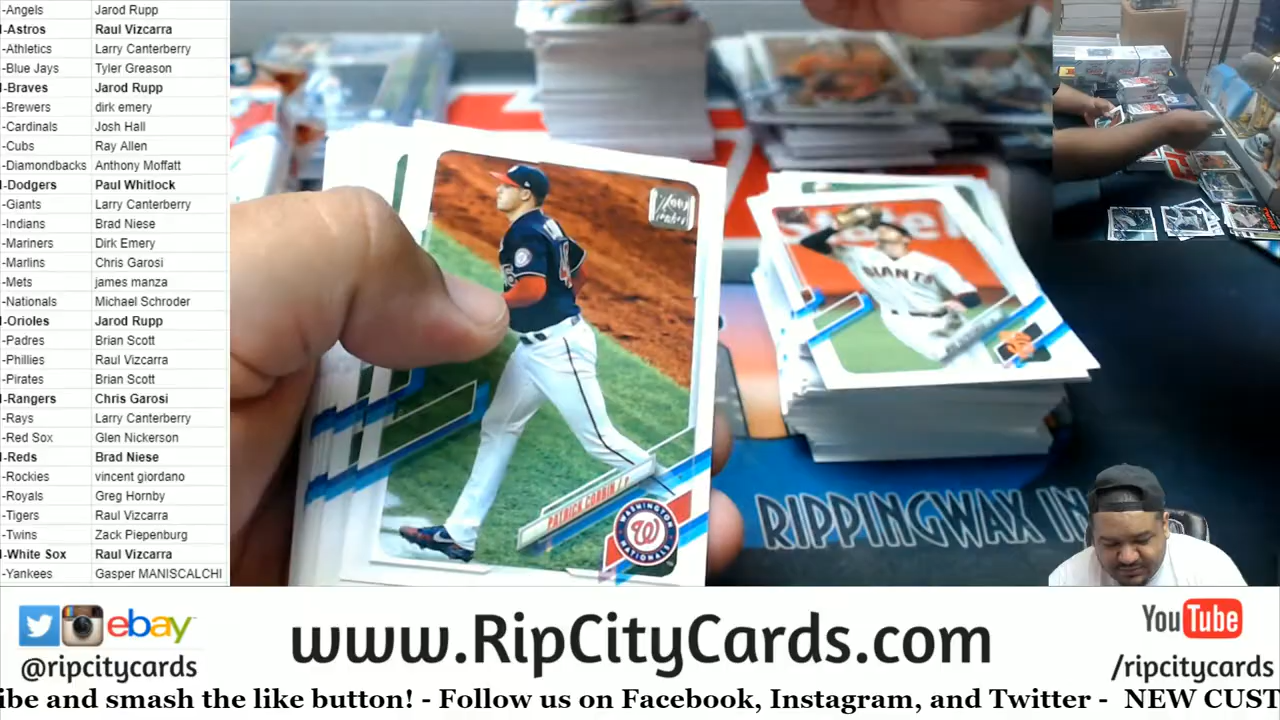 -Angels Jarod Rupp
-Astros Raul Vizcarra
-Athletics Larry Canterberry
-Blue Jays Tyler Greason
-Braves Jarod Rupp
-Brewers dirk emery
-Cardinals Josh Hall
-Cubs Ray Allen
-Diamondbacks Anthony Moffatt
-Dodgers Paul Whitlock
-Giants Larry Canterberry
-Indians Brad Niese
-Mariners Dirk Emery
-Marlins Chris Garosi
-Mets james manza
-Nationals Michael Schroder
-Orioles Jarod Rupp
-Padres Brian Scott
-Phillies Raul Vizcarra
-Pirates Brian Scott
-Rangers Chris Garosi
-Rays Larry Canterberry
-Red Sox Glen Nickerson
-Reds Brad Niese
-Rockies vincent giordano
-Royals Greg Hornby
-Tigers Raul Vizcarra
-Twins Zack Piepenburg
-White Sox Raul Vizcarra
-Yankees Gasper MANISCALCHI
PATRICK CORBIN / P
WASHINGTON
W
NATIONALS
GIANTS
RIPPINGWAX IN
ebay
@ripcitycards
www.RipCityCards.com
YouTube
/ripcitycards
ibe and smash the like button! - Follow us on Facebook, Instagram, and Twitter - NEW CUST